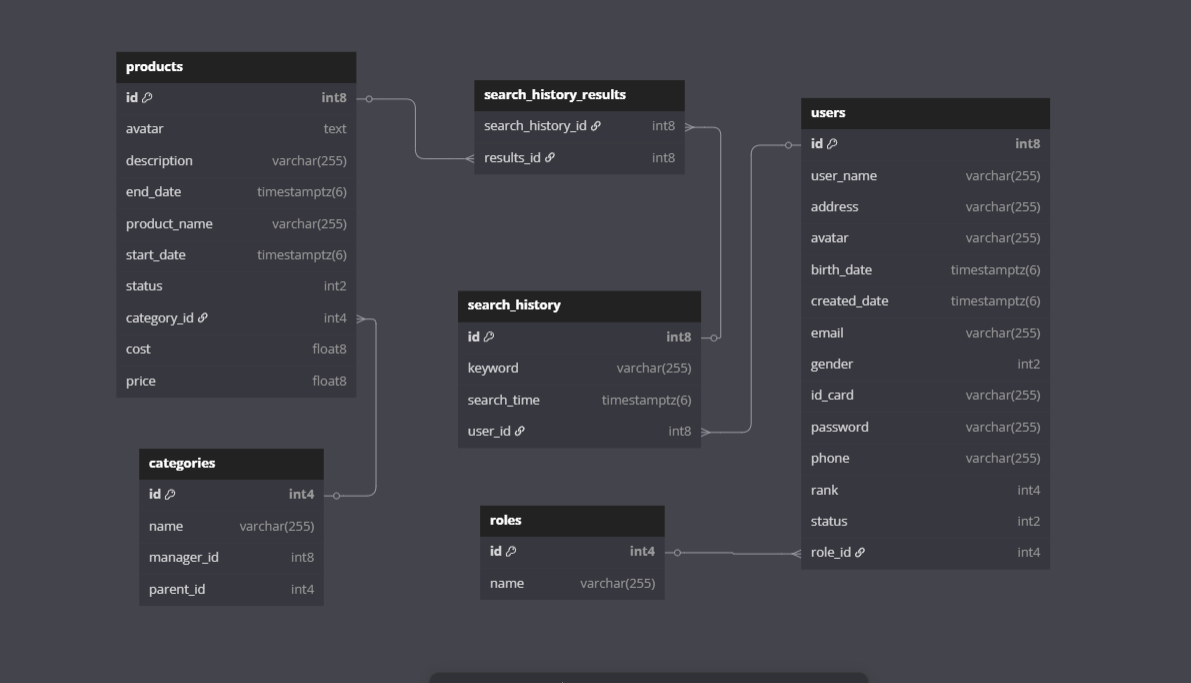 products
id int8
avatar text
description varchar(255)
end_date timestamptz(6)
product_name varchar(255)
start_date timestamptz(6)
status int2
category_id int4
cost float8
price float8
search_history_results
search_history_id int8
results_id int8
users
id int8
user_name varchar(255)
address varchar(255)
avatar varchar(255)
birth_date timestamptz(6)
created_date timestamptz(6)
email varchar(255)
gender int2
id_card varchar(255)
password varchar(255)
phone varchar(255)
rank int4
status int2
role_id int4
search_history
id int8
keyword varchar(255)
search_time timestamptz(6)
user_id int8
categories
id int4
name varchar(255)
manager_id int8
parent_id int4
roles
id int4
name varchar(255)